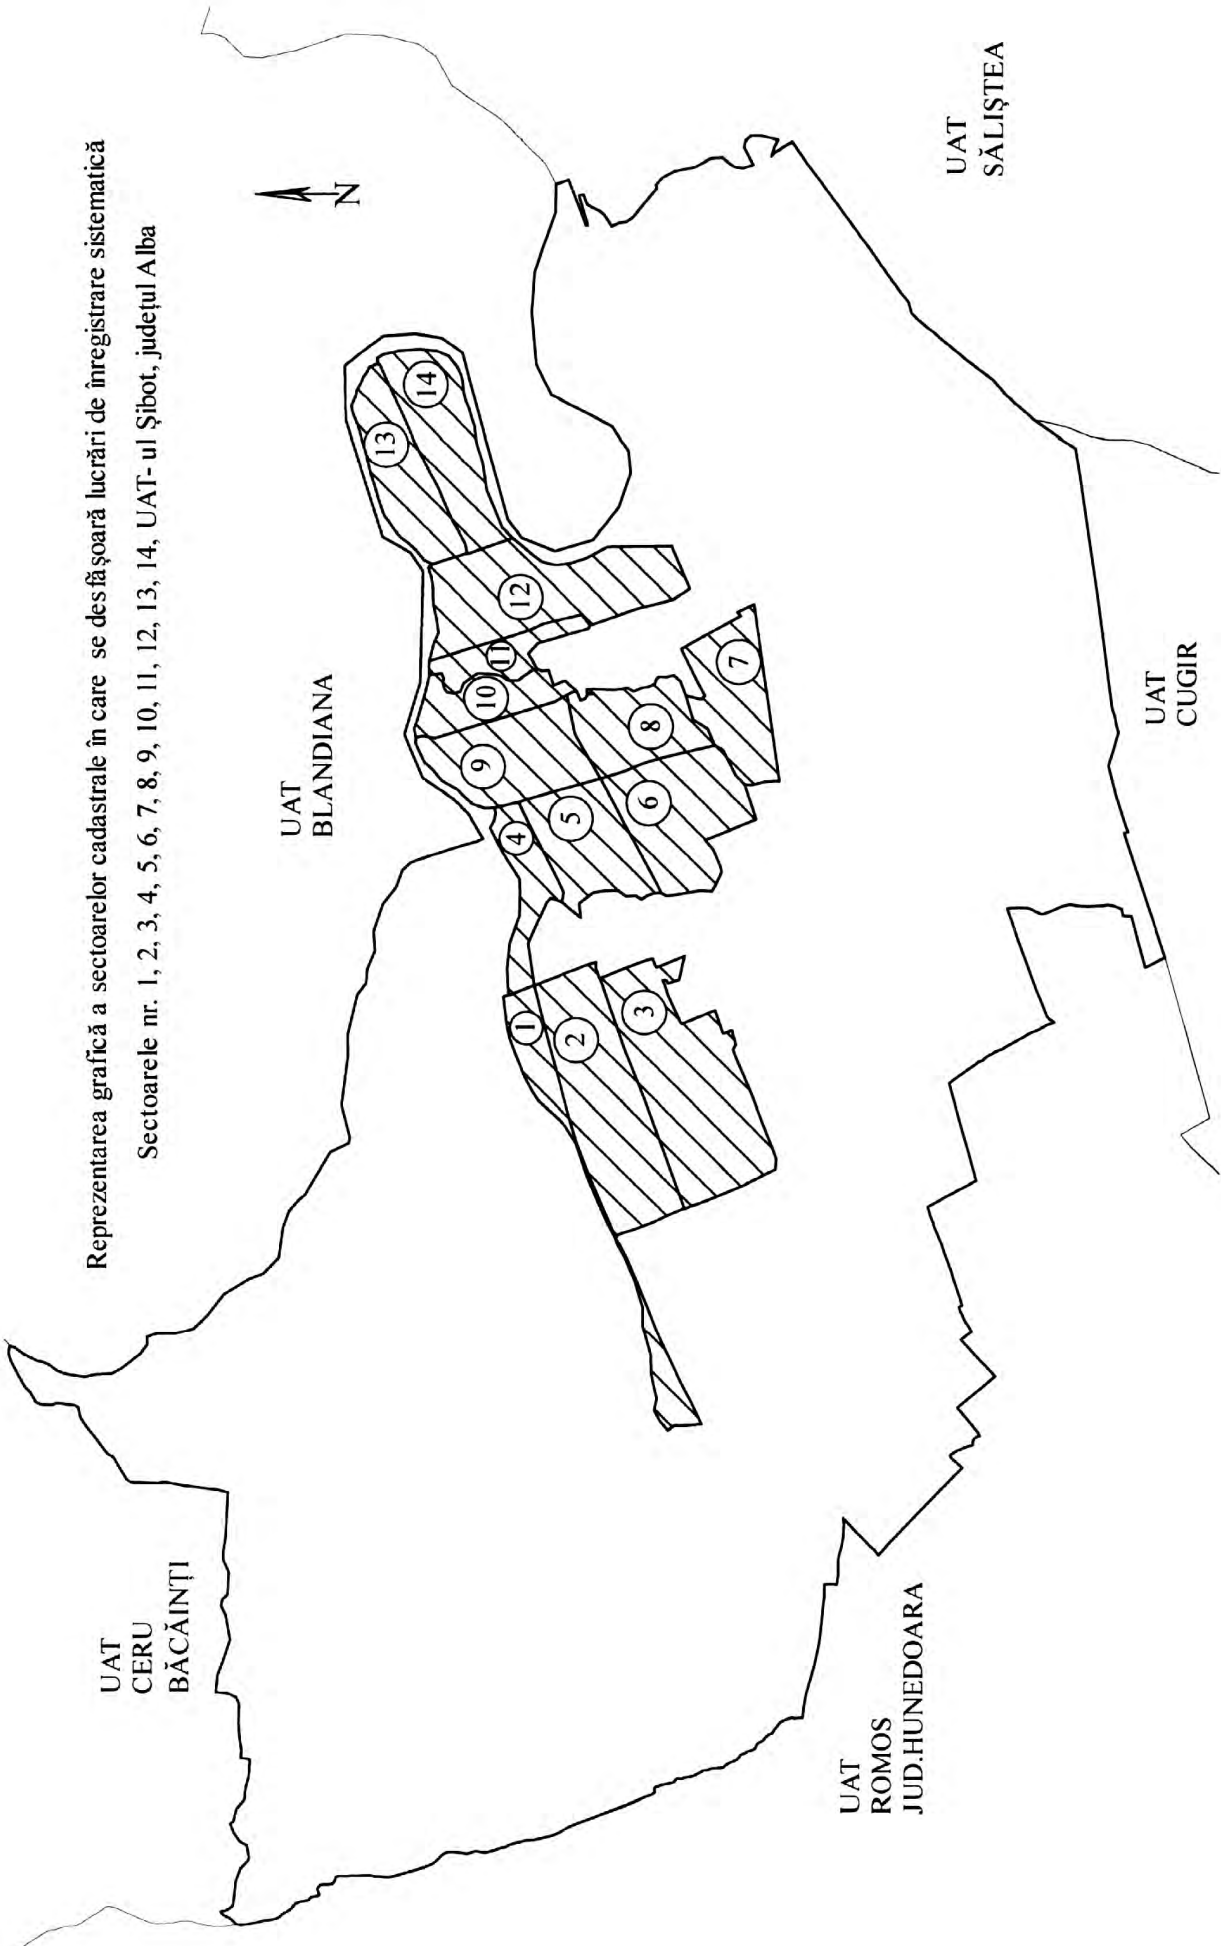 Reprezentarea grafică a sectoarelor cadastrale în care se desfășoară lucrări de înregistrare sistematică
Sectoarele nr. 1, 2, 3, 4, 5, 6, 7, 8, 9, 10, 11, 12, 13, 14, UAT- ul Șibot, județul Alba
N
UAT
CERU
BĂCĂINȚI
UAT
BLANDIANA
13
14
12
11
10
9
4
5
8
6
7
1
2
3
UAT
ROMOS
JUD.HUNEDOARA
UAT
CUGIR
UAT
SĂLIȘTEA